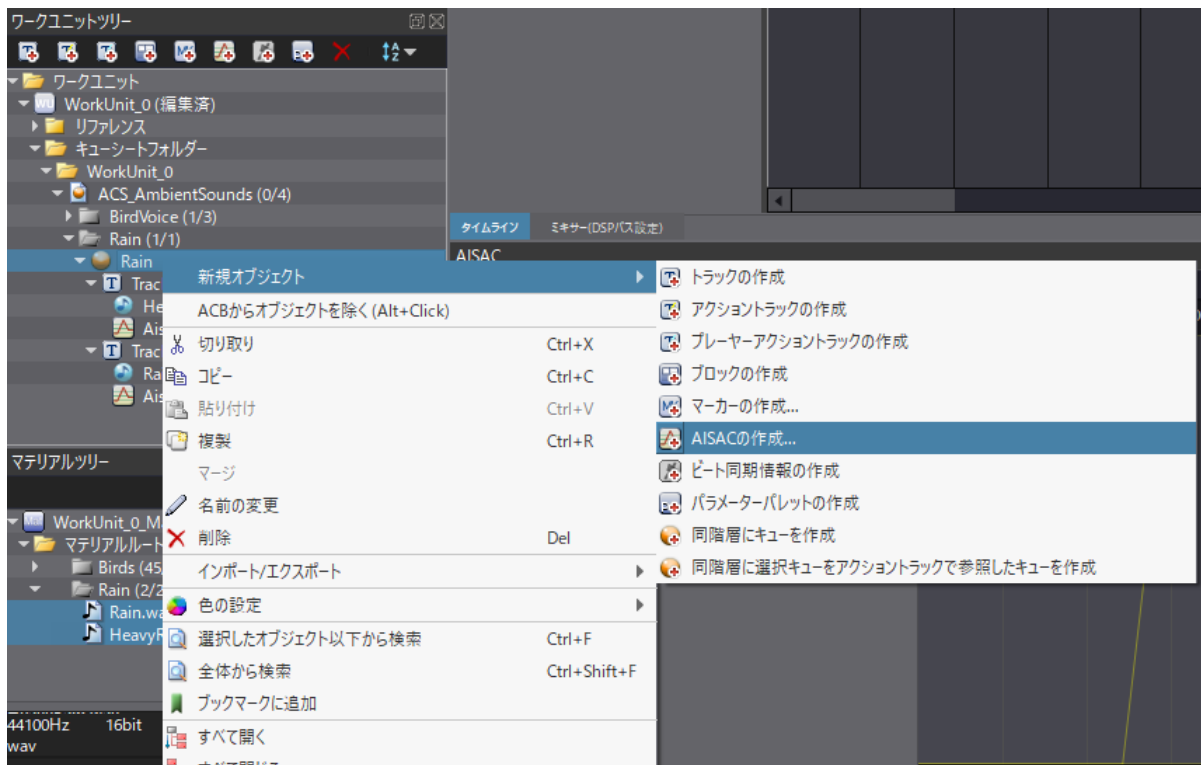 ワークユニットツリー
ワークユニット
WorkUnit_0 (編集済)
リファレンス
キューシートフォルダー
WorkUnit_0
ACS_AmbientSounds (0/4)
BirdVoice (1/3)
Rain (1/1)
Rain
Trac
He
Ais
Trac
Ra
Ais
タイムライン ミキサー(DSPバス設定)
AISAC
新規オブジェクト
ACBからオブジェクトを除く(Alt+Click)
切り取り Ctrl+X
コピー Ctrl+C
貼り付け Ctrl+V
複製 Ctrl+R
マージ
名前の変更
削除 Del
インポート/エクスポート
色の設定
選択したオブジェクト以下から検索 Ctrl+F
全体から検索 Ctrl+Shift+F
ブックマークに追加
すべて開く
トラックの作成
アクショントラックの作成
プレーヤーアクショントラックの作成
ブロックの作成
マーカーの作成...
AISACの作成...
ビート同期情報の作成
パラメーターパレットの作成
同階層にキューを作成
同階層に選択キューをアクショントラックで参照したキューを作成
マテリアルツリー
WorkUnit_0_M
マテリアルルート
Birds (45
Rain (2/2
Rain.wa
HeavyR
44100Hz 16bit
wav